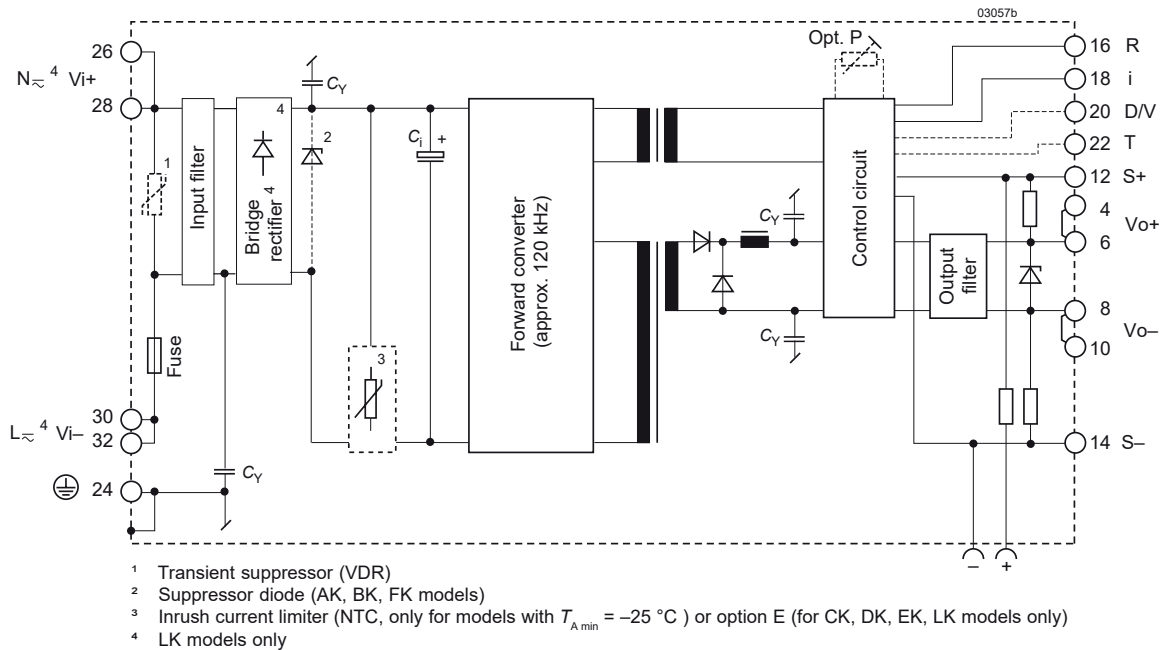 03057b
26
N≂ 4 Vi+
28
1
Input filter
4
Bridge
rectifier 4
CY
2
Ci +
3
Fuse
30
L≂ 4 Vi–
32
24
CY
Forward converter
(approx. 120 kHz)
CY
CY
Opt. P
Control circuit
Output
filter
16 R
18 i
20 D/V
22 T
12 S+
4
Vo+
6
8
Vo–
10
14 S–
– +
1 Transient suppressor (VDR)
2 Suppressor diode (AK, BK, FK models)
3 Inrush current limiter (NTC, only for models with TA min = –25 °C ) or option E (for CK, DK, EK, LK models only)
4 LK models only